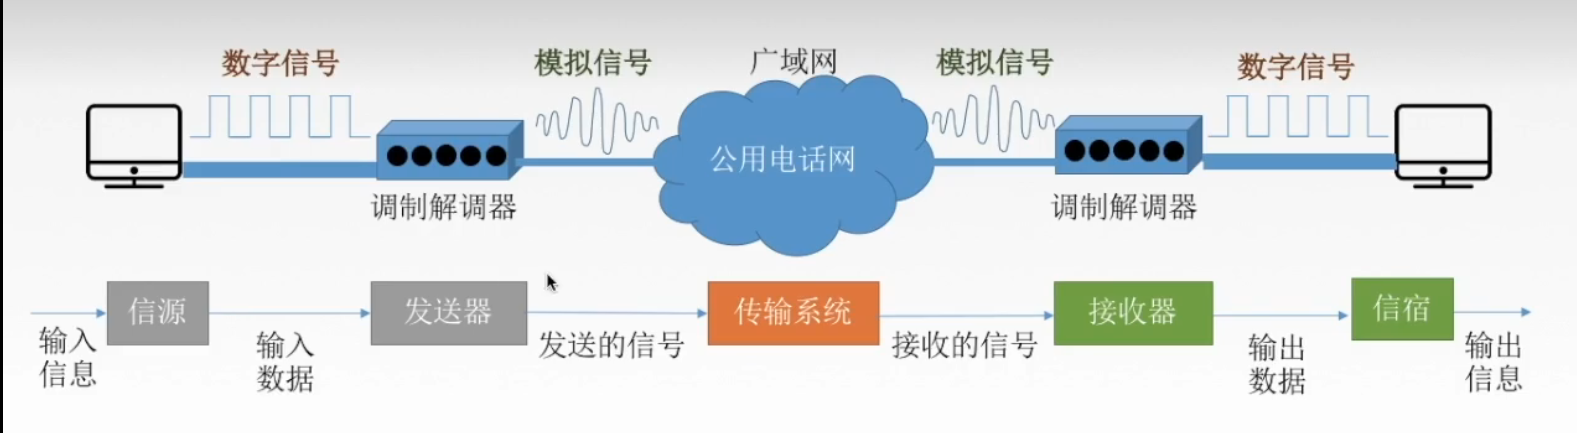 数字信号
模拟信号
广域网
模拟信号
数字信号
公用电话网
调制解调器
调制解调器
信源
发送器
传输系统
接收器
信宿
输入
信息
输入
数据
发送的信号
接收的信号
输出
数据
输出
信息